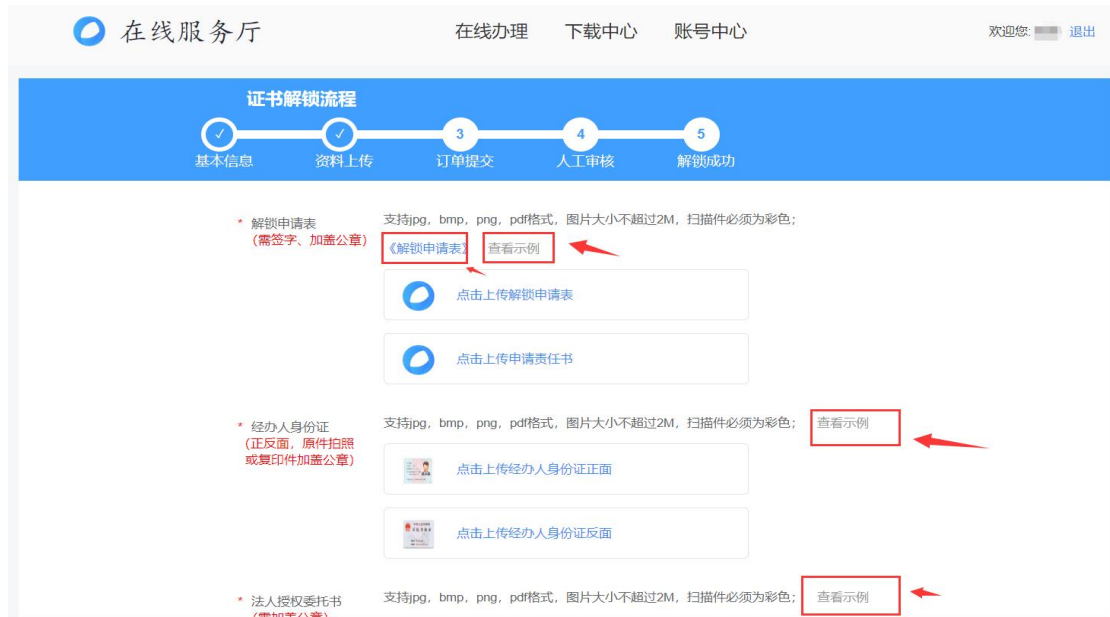 在线服务厅 在线办理 下载中心 账号中心 欢迎您: 退出
证书解锁流程
3 4 5
基本信息 资料上传 订单提交 人工审核 解锁成功
* 解锁申请表 支持jpg，bmp，png，pdf格式，图片大小不超过2M，扫描件必须为彩色；
（需签字、加盖公章） 《解锁申请表》 查看示例
点击上传解锁申请表
点击上传申请责任书
* 经办人身份证 支持jpg，bmp，png，pdf格式，图片大小不超过2M，扫描件必须为彩色； 查看示例
（正反面，原件拍照
或复印件加盖公章）
点击上传经办人身份证正面
点击上传经办人身份证反面
* 法人授权委托书 支持jpg，bmp，png，pdf格式，图片大小不超过2M，扫描件必须为彩色； 查看示例
（需加盖公章）